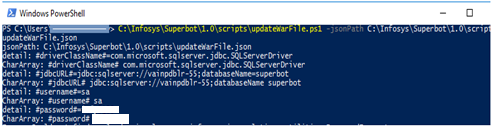 Windows PowerShell
PS C:\Users > C:\Infosys\Superbot\1.0\scripts\updateWarFile.ps1 -jsonPath C:\Infosys\Superbot\1.0\scripts\
updateWarFile.json
jsonPath: C:\Infosys\Superbot\1.0\scripts\updateWarFile.json
detail: #driverClassName=com.microsoft.sqlserver.jdbc.SQLServerDriver
CharArray: #driverClassName# com.microsoft.sqlserver.jdbc.SQLServerDriver
detail: #jdbcURL#=jdbc:sqlserver://vainpdblr-55;databaseName=superbot
CharArray: #jdbcURL# jdbc:sqlserver://vainpdblr-55;databaseName superbot
detail: #username#=sa
CharArray: #username# sa
detail: #password#=
CharArray: #password#